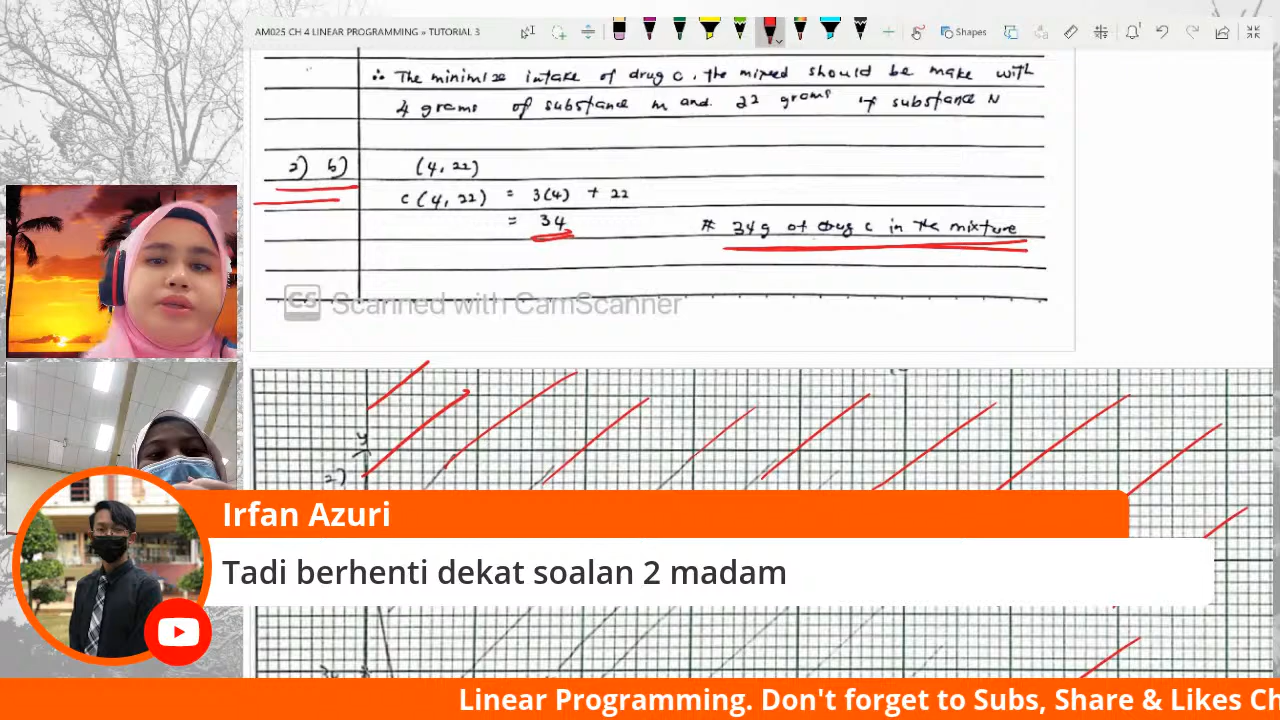 AM025 CH 4 LINEAR PROGRAMMING » TUTORIAL 3
Shapes
∴ The minimize intake of drug c, the mixed should be make with
4 grams of substance m and. 22 grams of substance N
2) b) (4, 22)
c (4, 22) = 3(4) + 22
= 34
# 34g of drug c in the mixture
CS Scanned with CamScanner
y
2)
Irfan Azuri
Tadi berhenti dekat soalan 2 madam
Linear Programming. Don't forget to Subs, Share & Likes Ch